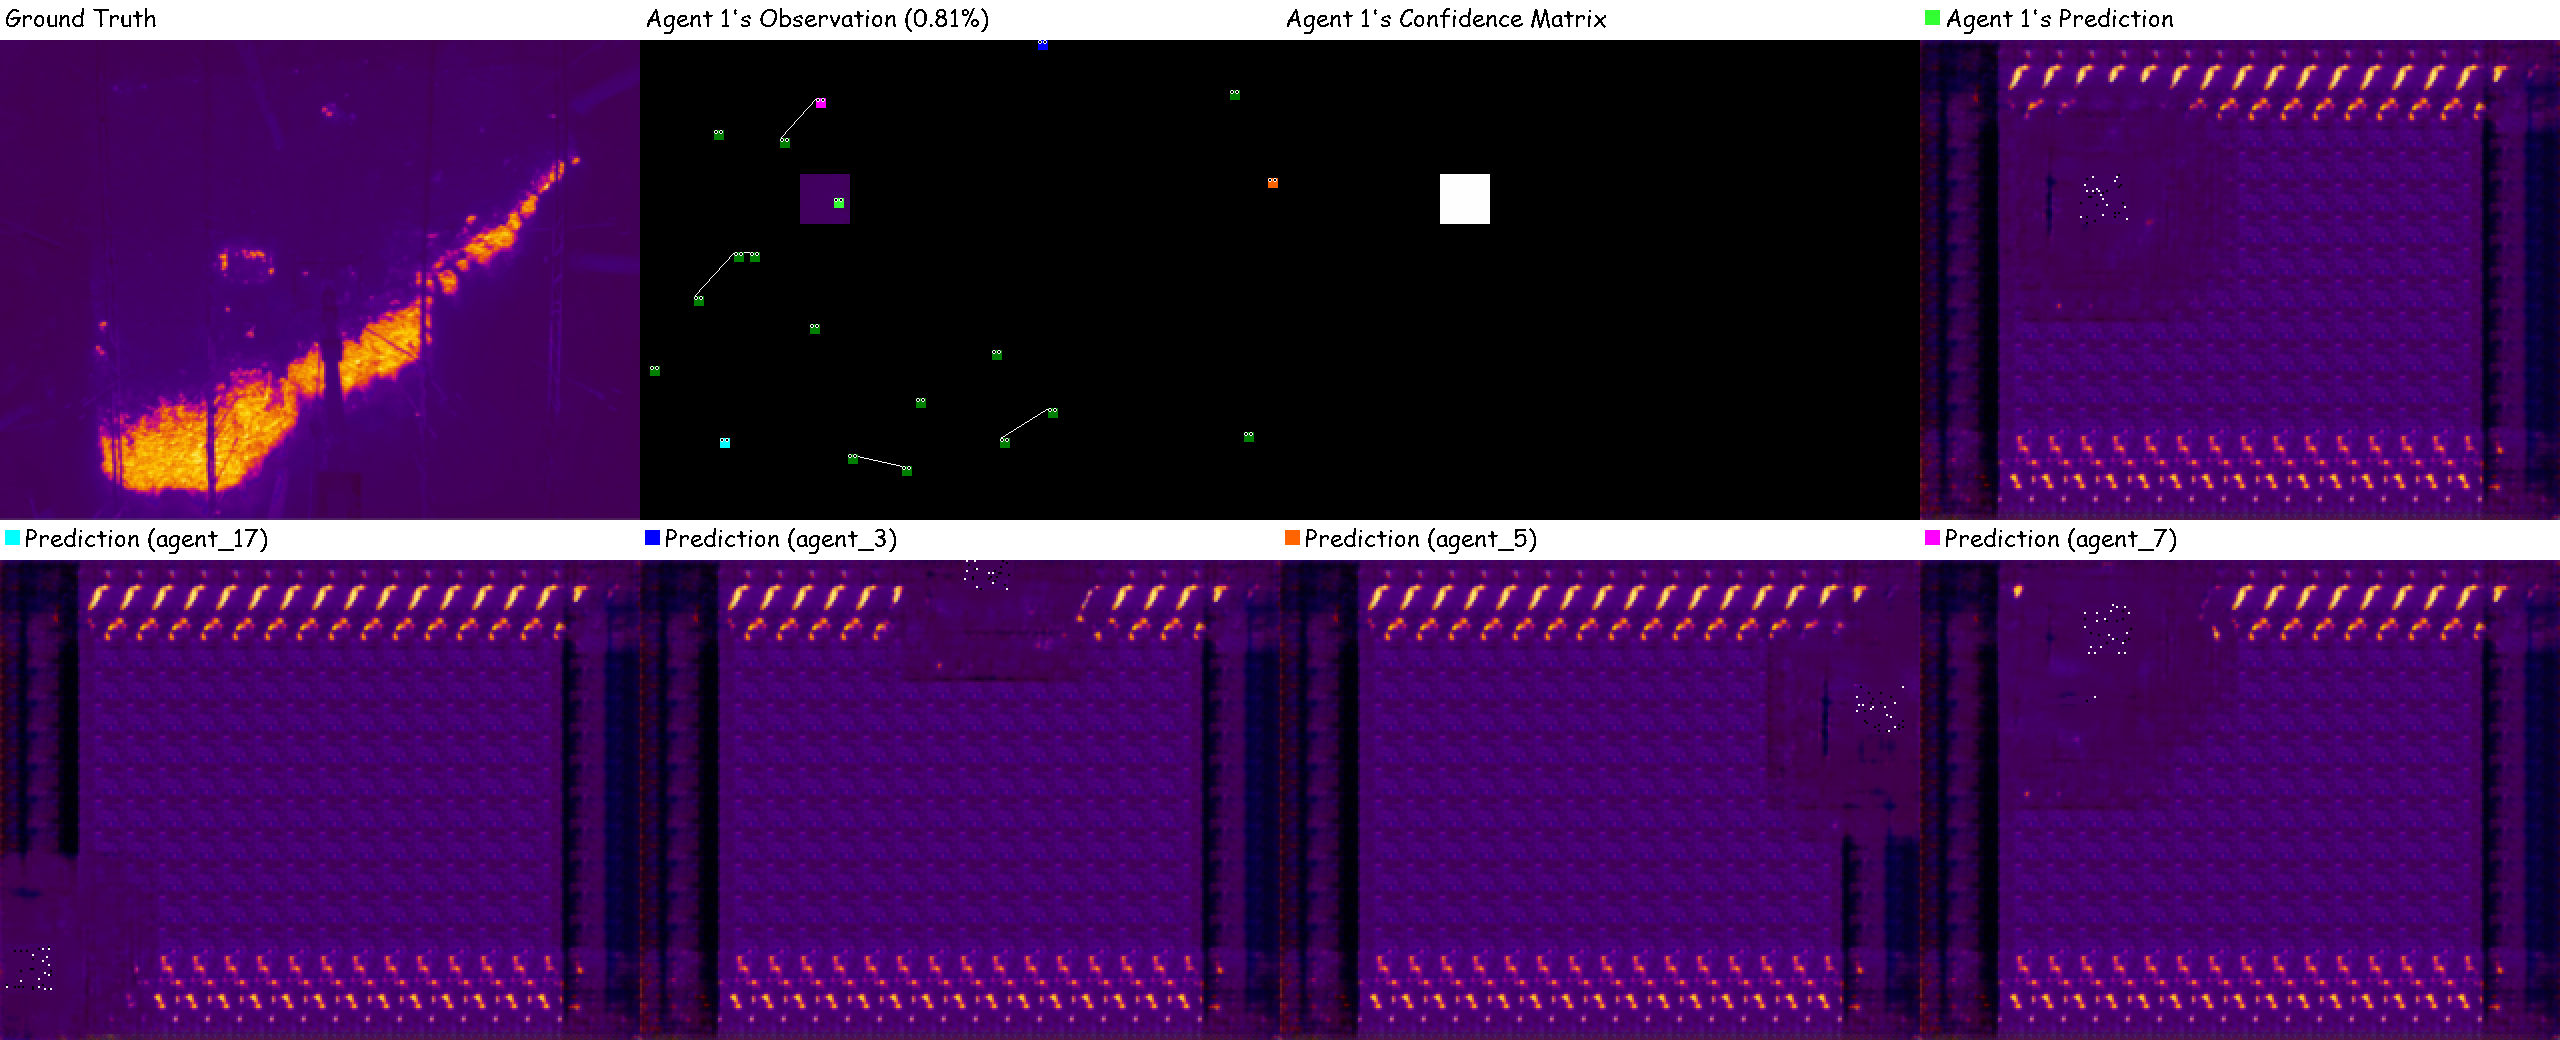 Ground Truth
Agent 1's Observation (0.81%)
Agent 1's Confidence Matrix
Agent 1's Prediction
Prediction (agent_17)
Prediction (agent_3)
Prediction (agent_5)
Prediction (agent_7)